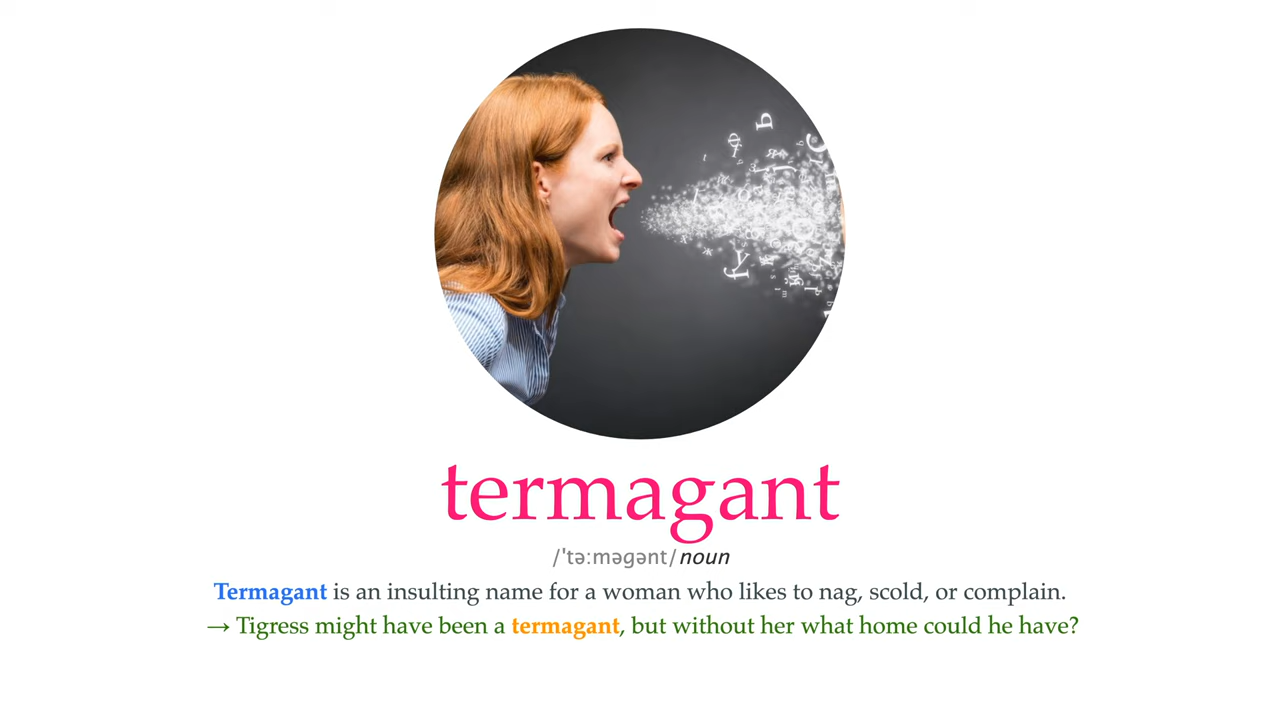 termagant
/ˈtəːməɡənt/ noun
Termagant is an insulting name for a woman who likes to nag, scold, or complain.
→ Tigress might have been a termagant, but without her what home could he have?